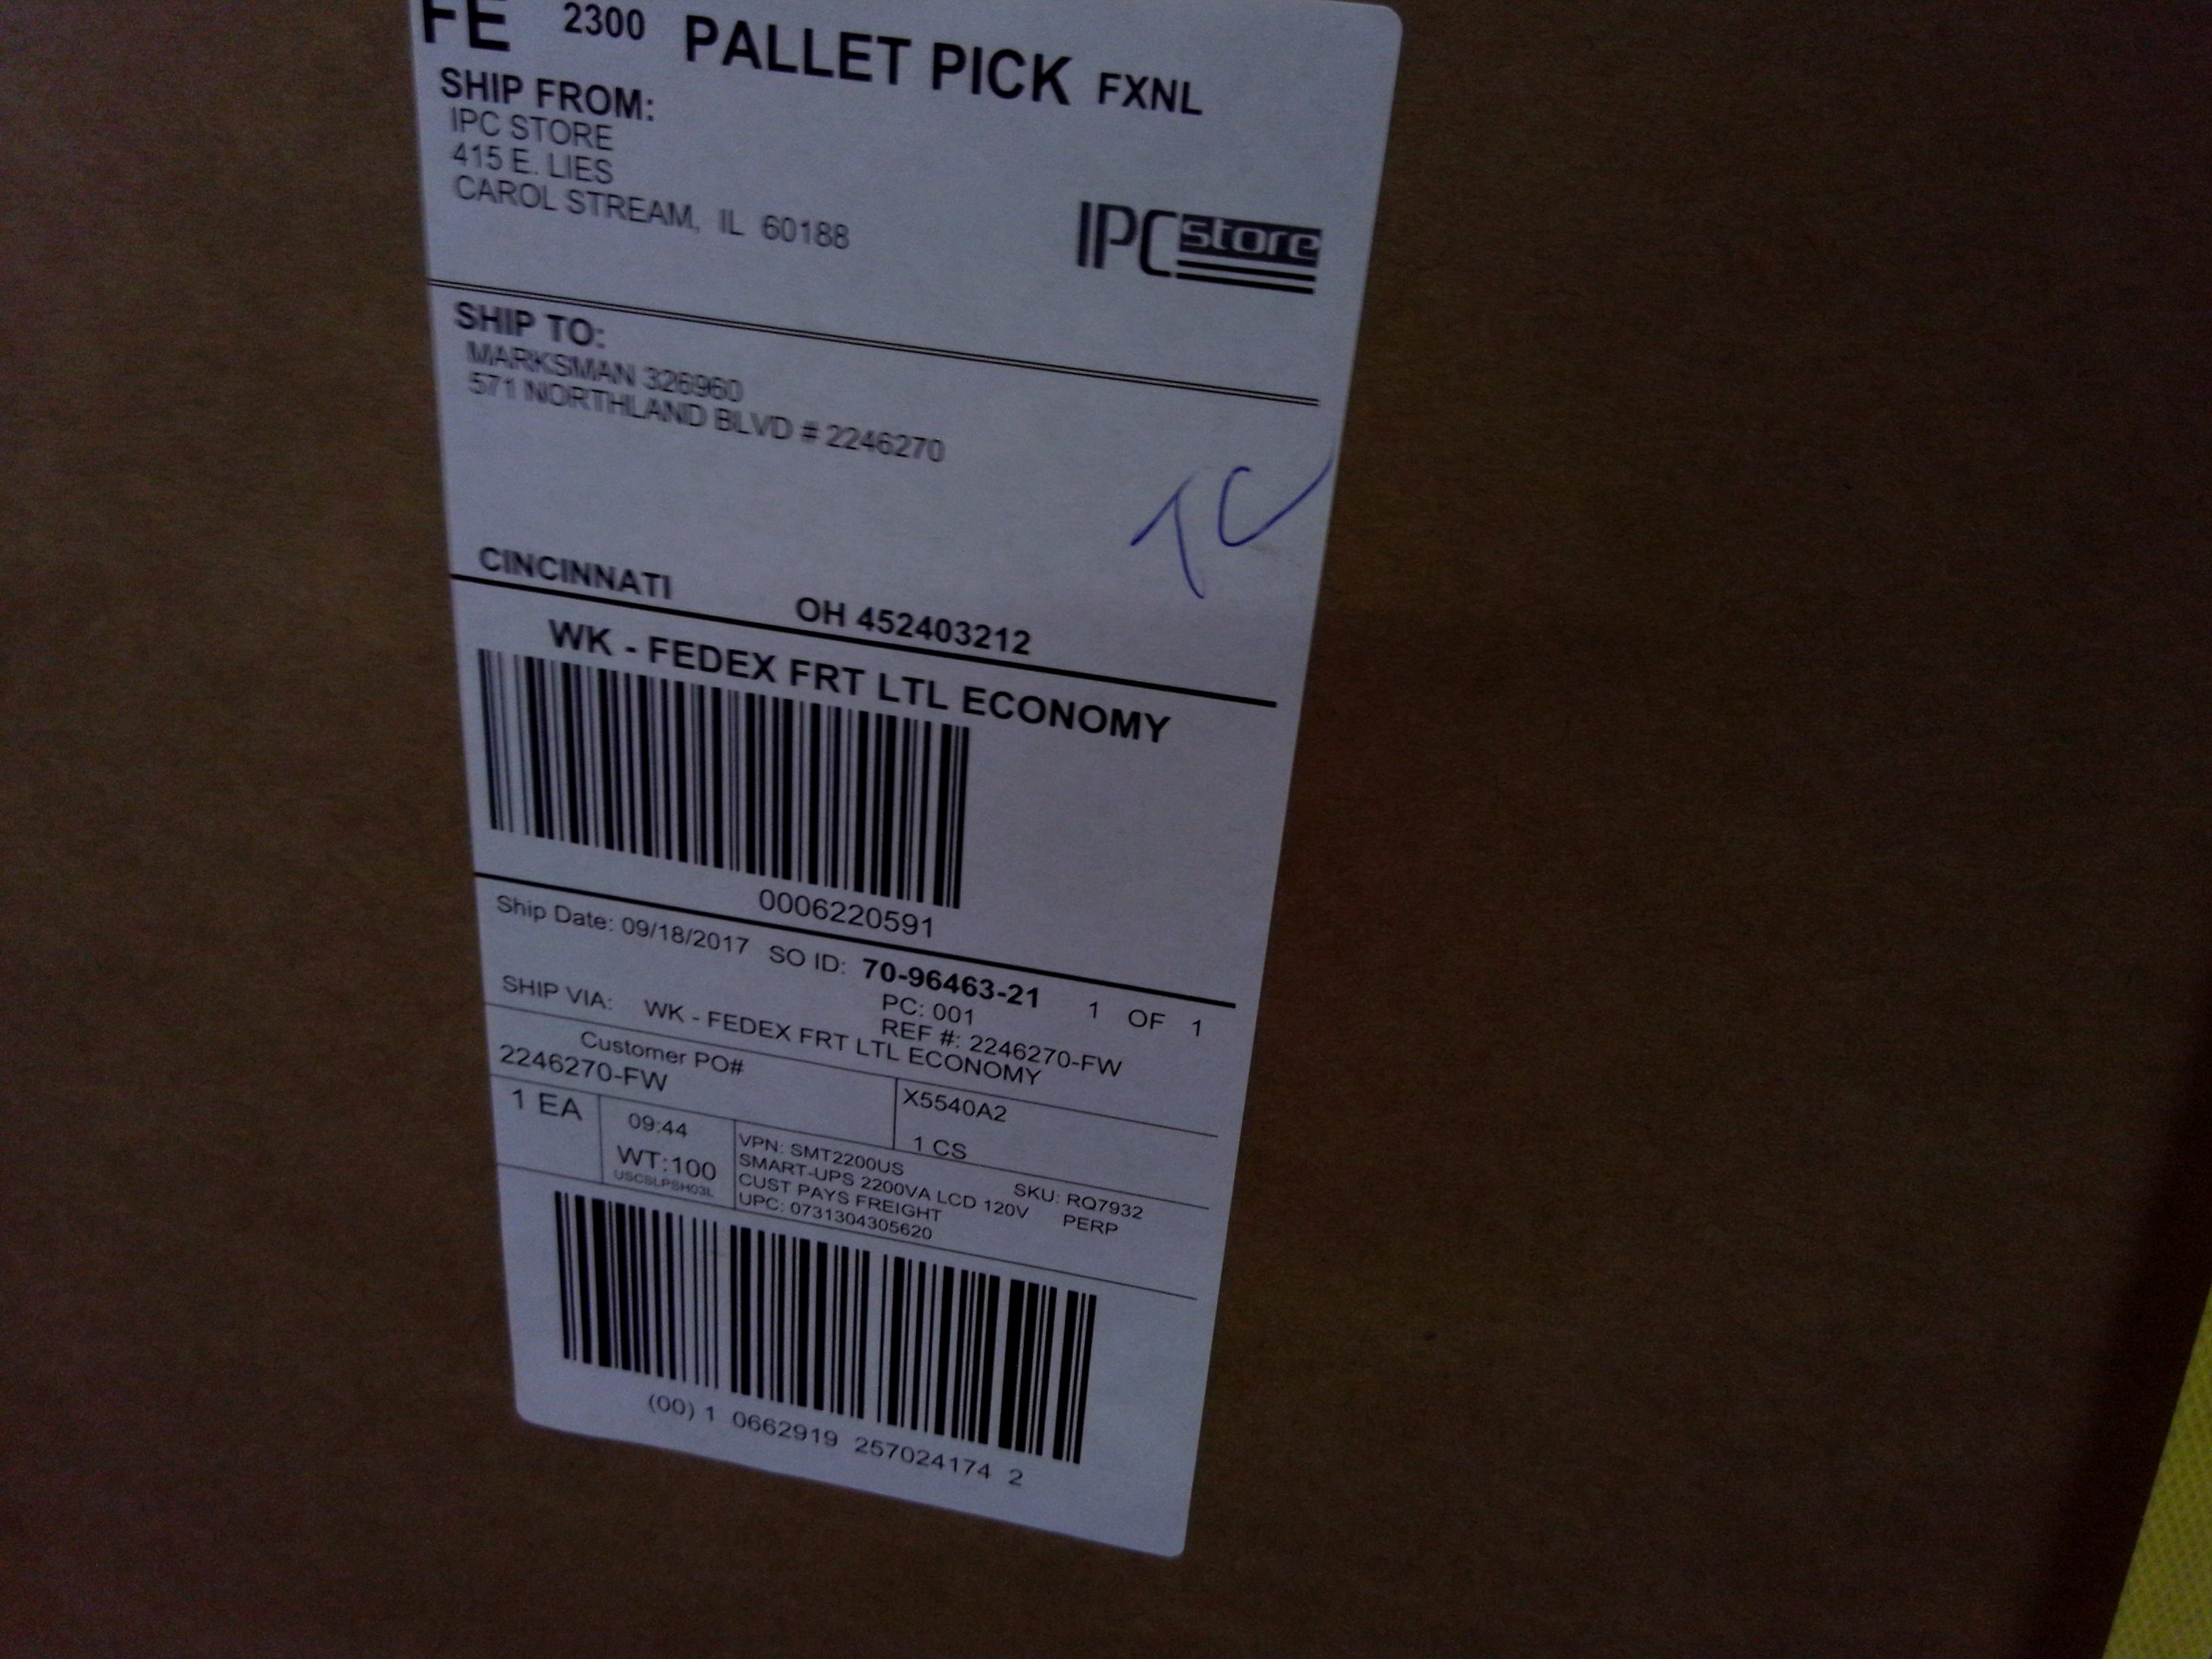 FE 2300 PALLET PICK FXNL
SHIP FROM:
IPC STORE
415 E. LIES
CAROL STREAM, IL 60188
IPC store
SHIP TO:
MARKSMAN 326960
571 NORTHLAND BLVD # 2246270
TC
CINCINNATI OH 452403212
WK - FEDEX FRT LTL ECONOMY
0006220591
Ship Date: 09/18/2017 SO ID: 70-96463-21 1 OF 1
PC: 001
REF #: 2246270-FW
SHIP VIA: WK - FEDEX FRT LTL ECONOMY
Customer PO#
2246270-FW
X5540A2
1 CS
1 EA
09:44
WT:100
USCSLPSH03L
VPN: SMT2200US SKU: RQ7932
SMART-UPS 2200VA LCD 120V PERP
CUST PAYS FREIGHT
UPC: 0731304305620
(00) 1 0662919 257024174 2